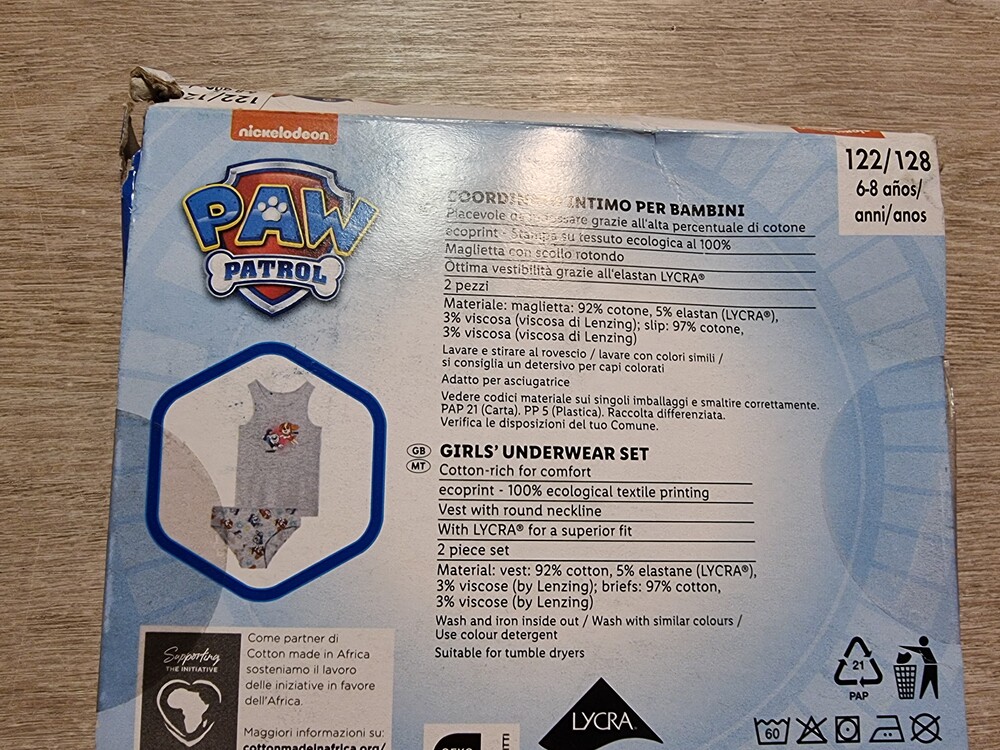 122/12
nickelodeon
PAW
PATROL
122/128
6-8 años/
anni/anos
COORDINATO INTIMO PER BAMBINI
Piacevole da indossare grazie all'alta percentuale di cotone
ecoprint - Stampa su tessuto ecologica al 100%
Maglietta con scollo rotondo
Ottima vestibilità grazie all'elastan LYCRA®
2 pezzi
Materiale: maglietta: 92% cotone, 5% elastan (LYCRA®),
3% viscosa (viscosa di Lenzing); slip: 97% cotone,
3% viscosa (viscosa di Lenzing)
Lavare e stirare al rovescio / lavare con colori simili /
si consiglia un detersivo per capi colorati
Adatto per asciugatrice
Vedere codici materiale sui singoli imballaggi e smaltire correttamente.
PAP 21 (Carta). PP 5 (Plastica). Raccolta differenziata.
Verifica le disposizioni del tuo Comune.
GB
MT
GIRLS' UNDERWEAR SET
Cotton-rich for comfort
ecoprint - 100% ecological textile printing
Vest with round neckline
With LYCRA® for a superior fit
2 piece set
Material: vest: 92% cotton, 5% elastane (LYCRA®),
3% viscose (by Lenzing); briefs: 97% cotton,
3% viscose (by Lenzing)
Wash and iron inside out / Wash with similar colours /
Use colour detergent
Suitable for tumble dryers
Supporting
THE INITIATIVE
Come partner di
Cotton made in Africa
sosteniamo il lavoro
delle iniziative in favore
dell'Africa.
Maggiori informazioni su:
cottonmadeinafrica.org/
LYCRA
21
PAP
60